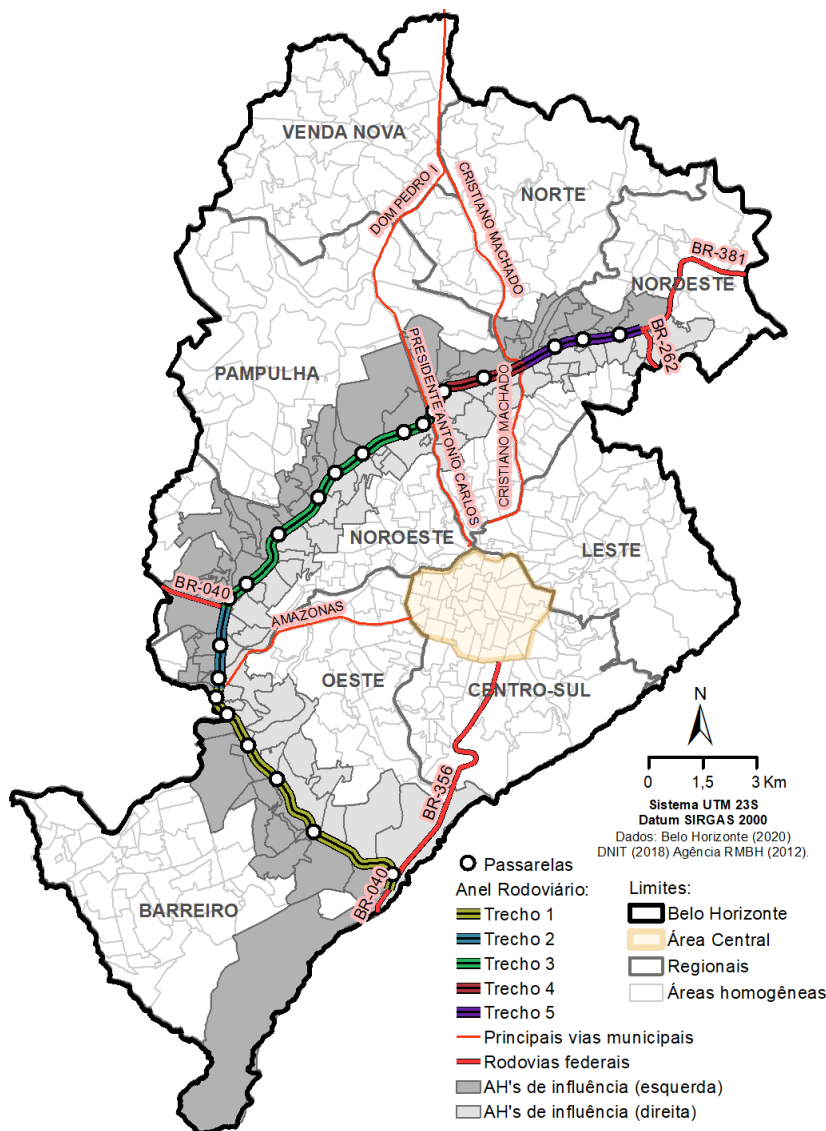 VENDA NOVA
DOM PEDRO I
CRISTIANO MACHADO
NORTE
BR-381
NORDESTE
BR-262
PAMPULHA
PRESIDENTE ANTONIO CARLOS
CRISTIANO MACHADO
NOROESTE
LESTE
BR-040
AMAZONAS
OESTE
CENTRO-SUL
BR-356
BR-040
BARREIRO
N
0 1,5 3 Km
Sistema UTM 23S
Datum SIRGAS 2000
Dados: Belo Horizonte (2020)
DNIT (2018) Agência RMBH (2012).
Passarelas
Anel Rodoviário:
Trecho 1
Trecho 2
Trecho 3
Trecho 4
Trecho 5
Principais vias municipais
Rodovias federais
AH's de influência (esquerda)
AH's de influência (direita)
Limites:
Belo Horizonte
Área Central
Regionais
Áreas homogêneas